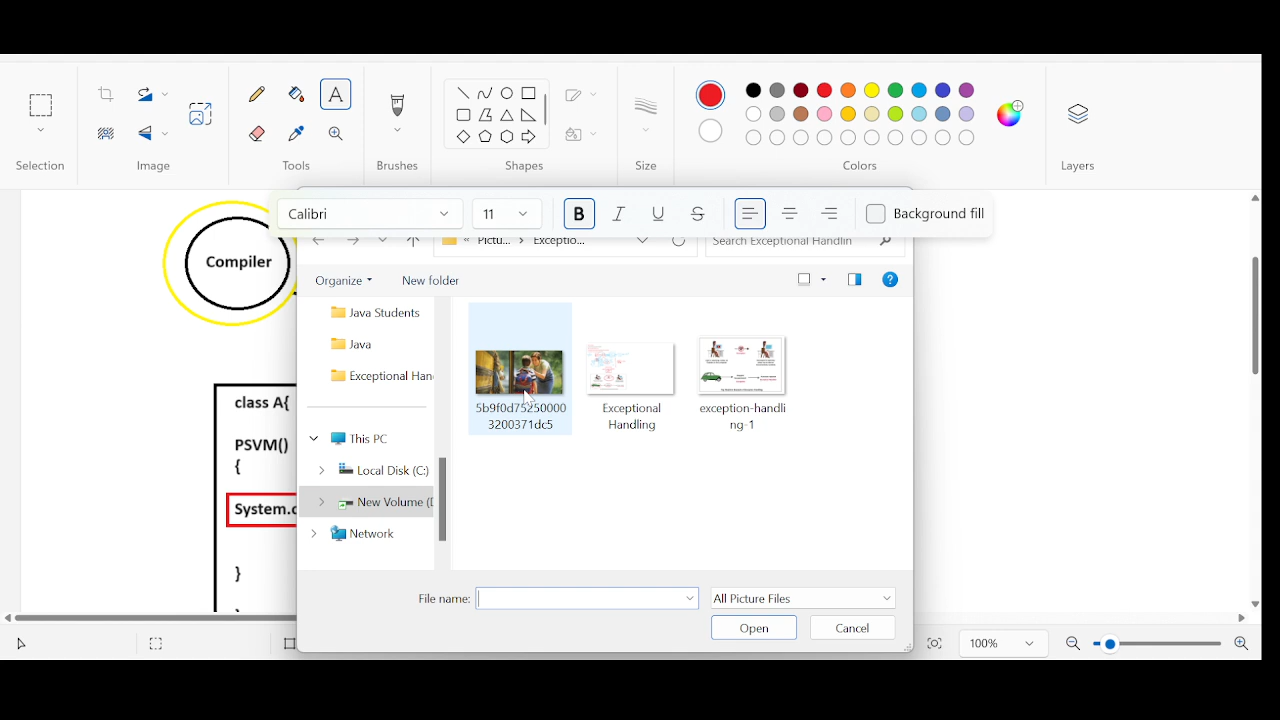 Selection
Image
Tools
Brushes
Shapes
Size
Colors
Layers
A
Calibri
11
B
I
U
S
Background fill
« Pictu... > Exceptio...
Search Exceptional Handlin
Organize
New folder
?
Java Students
Java
Exceptional Han
This PC
Local Disk (C:)
New Volume (D
Network
5b9f0d75250000
3200371dc5
Exceptional
Handling
exception-handli
ng-1
File name:
All Picture Files
Open
Cancel
Compiler
class A{
PSVM()
{
System.o
}
100%